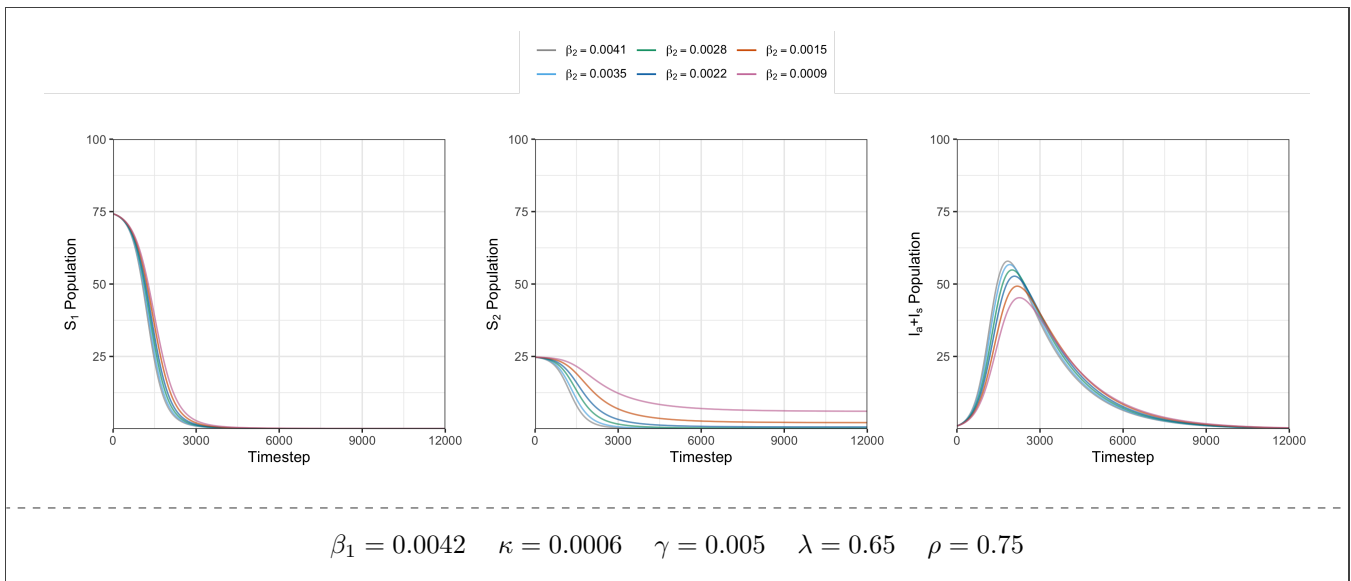 β₂ = 0.0041 β₂ = 0.0028 β₂ = 0.0015
β₂ = 0.0035 β₂ = 0.0022 β₂ = 0.0009
100
75
50
25
S₁ Population
0 3000 6000 9000 12000
Timestep
100
75
50
25
S₂ Population
0 3000 6000 9000 12000
Timestep
100
75
50
25
Iₐ+Iₛ Population
0 3000 6000 9000 12000
Timestep
β₁ = 0.0042 κ = 0.0006 γ = 0.005 λ = 0.65 ρ = 0.75